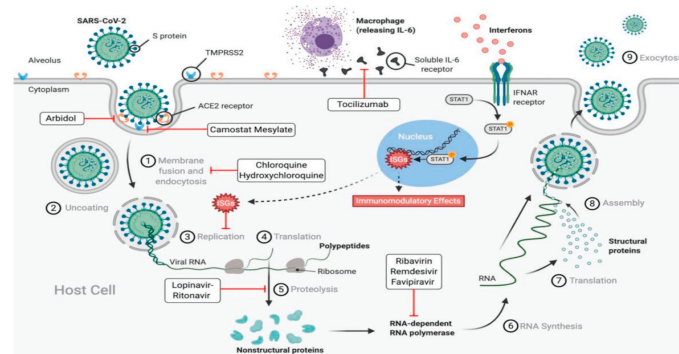 SARS-CoV-2
S protein
Macrophage
(releasing IL-6)
Interferons
9 Exocytosis
TMPRSS2
Soluble IL-6
receptor
Alveolus
Cytoplasm
IFNAR
receptor
ACE2 receptor
Tocilizumab
STAT1
Arbidol
Camostat Mesylate
Nucleus
STAT1
1 Membrane
fusion and
endocytosis
Chloroquine
Hydroxychloroquine
ISGs
STAT1
2 Uncoating
ISGs
Immunomodulatory Effects
8 Assembly
3 Replication
4 Translation
Polypeptides
Structural
proteins
Viral RNA
Ribosome
Ribavirin
Remdesivir
Favipiravir
RNA
7 Translation
Host Cell
Lopinavir-
Ritonavir
5 Proteolysis
RNA-dependent
RNA polymerase
6 RNA Synthesis
Nonstructural proteins